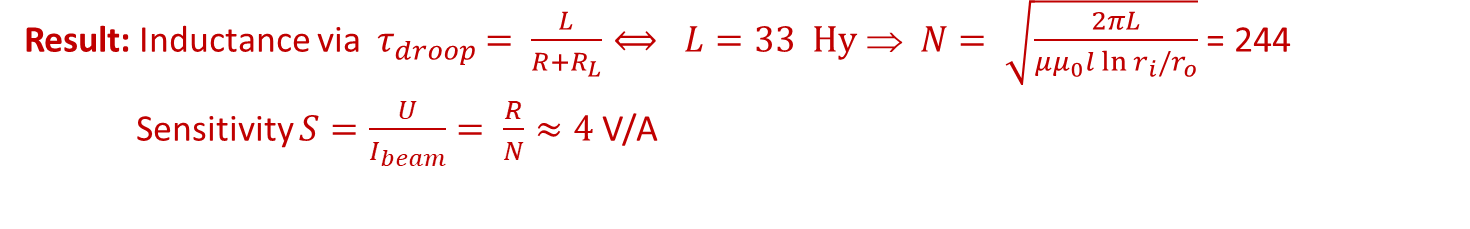 Result: Inductance via τ_droop = L/(R+R_L) ⟺ L = 33 Hy ⇒ N = √(2πL/(μμ₀l ln r_i/r_o)) = 244
Sensitivity S = U/I_beam = R/N ≈ 4 V/A